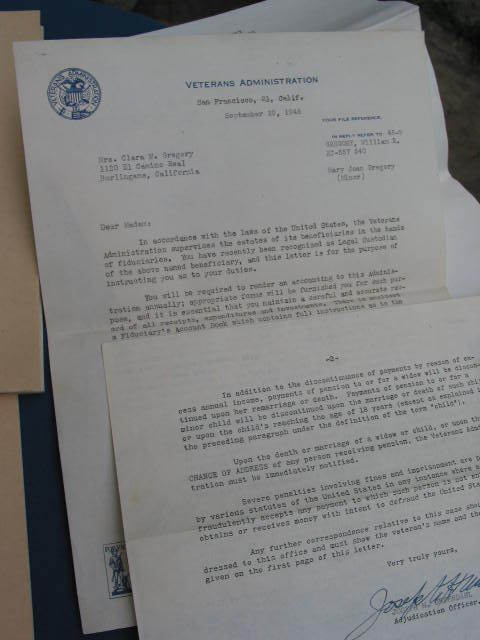 VETERANS ADMINISTRATION
San Francisco, 23, Calif.
September 20, 1946
YOUR FILE REFERENCE:
IN REPLY REFER TO:
GREGORY, William R.
XC-557 240
Mary Joan Gregory
(Minor)
Mrs. Clara M. Gregory
1120 El Camino Real
Burlingame, California
Dear Madam:
In accordance with the laws of the United States, the Veterans
Administration supervises the estates of its beneficiaries in the hands
of fiduciaries. You have recently been recognized as Legal Custodian
of the above named beneficiary, and this letter is for the purpose of
instructing you as to your duties.
You will be required to render an accounting to this Adminis-
tration annually; appropriate forms will be furnished you for such pur-
pose, and it is essential that you maintain a careful and accurate rec-
ord of all receipts, expenditures and investments.
a Fiduciary's Account Book which contains full instructions as to the
-2-
In addition to the discontinuance of payments by reason of ex-
cess annual income, payments of pension to or for a widow will be discon-
tinued upon her remarriage or death. Payments of pension to or for a
minor child will be discontinued upon the marriage or death of such chil
or upon the child's reaching the age of 18 years (except as explained i
the preceding paragraph under the definition of the term 'child').
Upon the death or marriage of a widow or child, or upon th
CHANGE OF ADDRESS of any person receiving pension, the Veterans Admi
tration must be immediately notified.
Severe penalties involving fines and imprisonment are p
by various statutes of the United States in any instance where a
fraudulently accepts any payment to which such person is not en
obtains or receives money with intent to defraud the United Stat
Any further correspondence relative to this case shou
dressed to this office and must show the veteran's name and the
given on the first page of this letter.
Very truly yours,
Adjudication Officer.